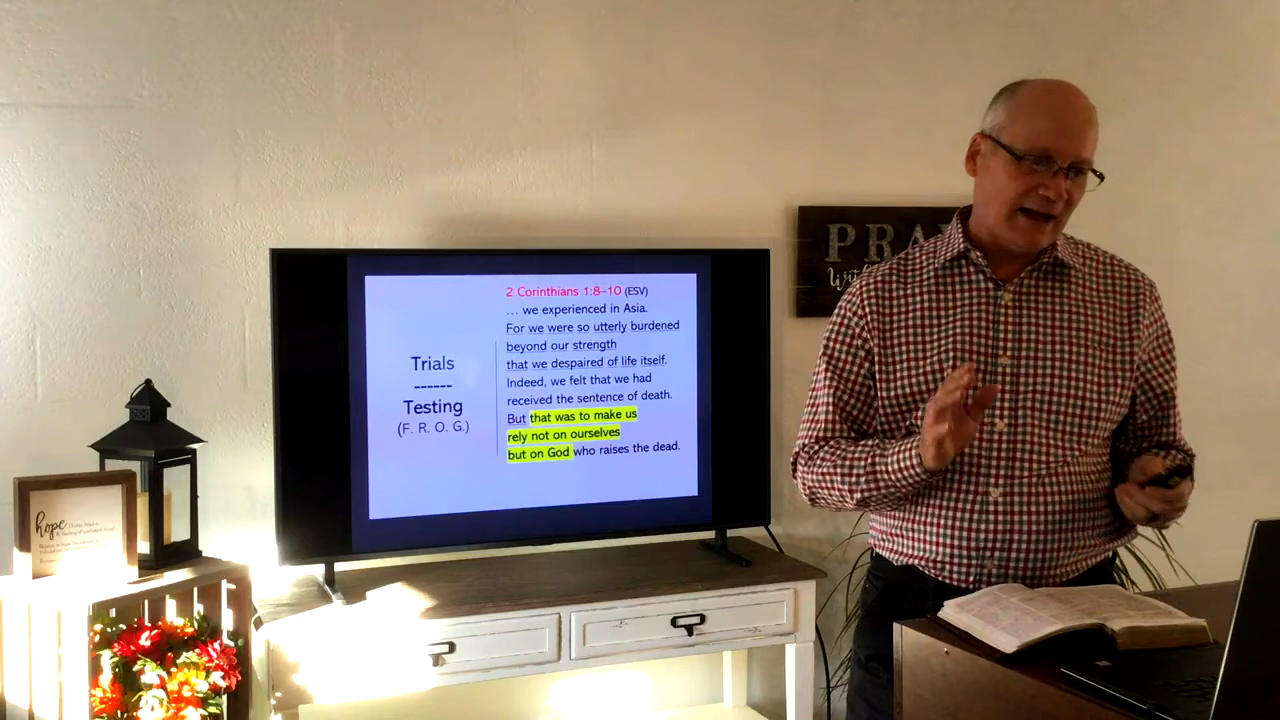 2 Corinthians 1:8–10 (ESV)
… we experienced in Asia.
For we were so utterly burdened
beyond our strength
that we despaired of life itself.
Indeed, we felt that we had
received the sentence of death.
But that was to make us
rely not on ourselves
but on God who raises the dead.
Trials
------
Testing
(F. R. O. G.)
PRA
hope